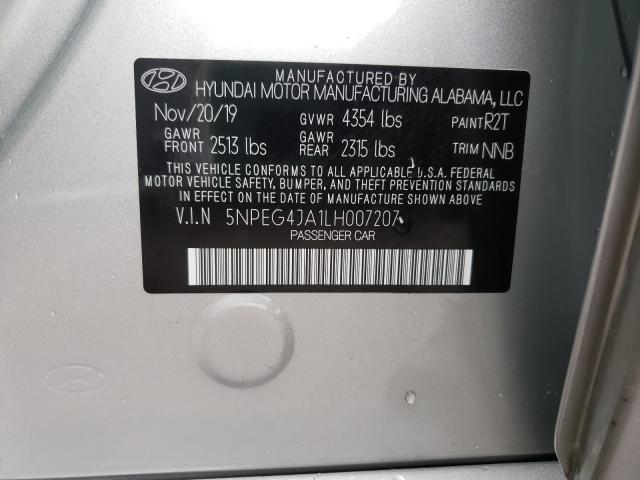 MANUFACTURED BY
HYUNDAI MOTOR MANUFACTURING ALABAMA, LLC
Nov/20/19 GVWR 4354 lbs PAINT R2T
GAWR FRONT 2513 lbs GAWR REAR 2315 lbs TRIM NNB
THIS VEHICLE CONFORMS TO ALL APPLICABLE U.S.A. FEDERAL
MOTOR VEHICLE SAFETY, BUMPER, AND THEFT PREVENTION STANDARDS
IN EFFECT ON THE DATE OF MANUFACTURE SHOWN ABOVE
V.I.N 5NPEG4JA1LH007207
PASSENGER CAR